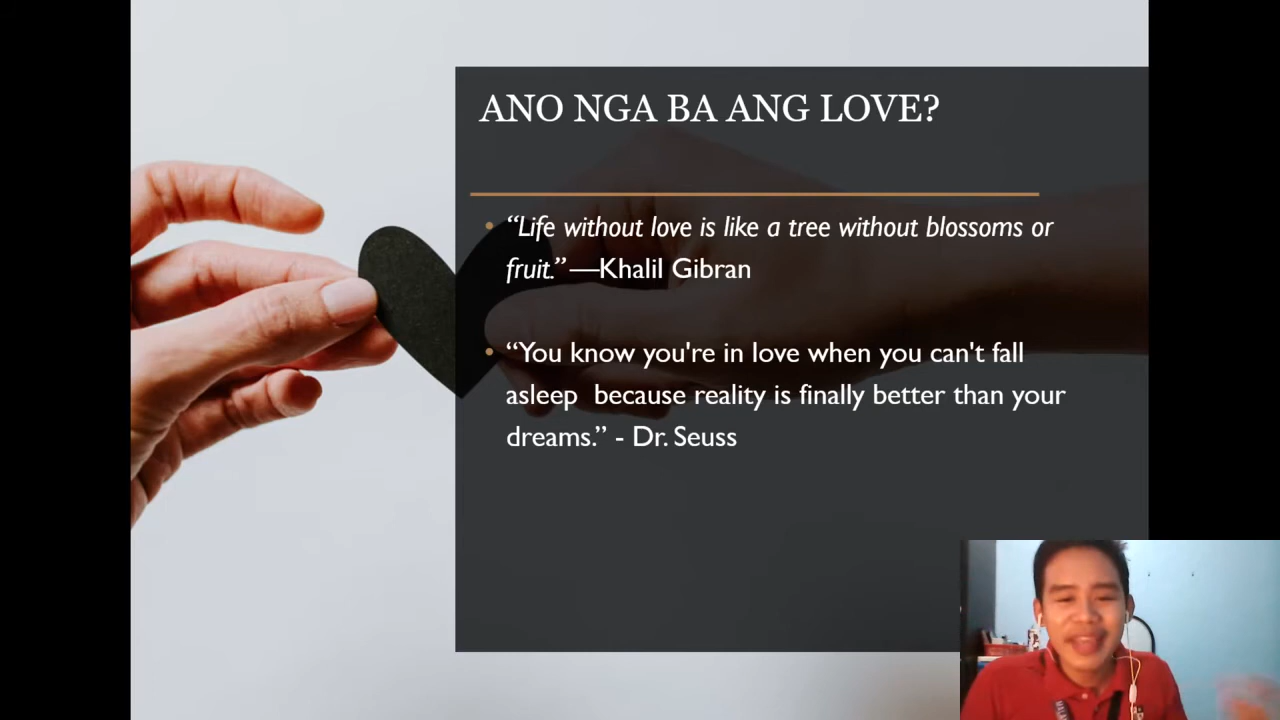 ANO NGA BA ANG LOVE?
• “Life without love is like a tree without blossoms or
fruit.” —Khalil Gibran
• “You know you're in love when you can't fall
asleep  because reality is finally better than your
dreams.” - Dr. Seuss